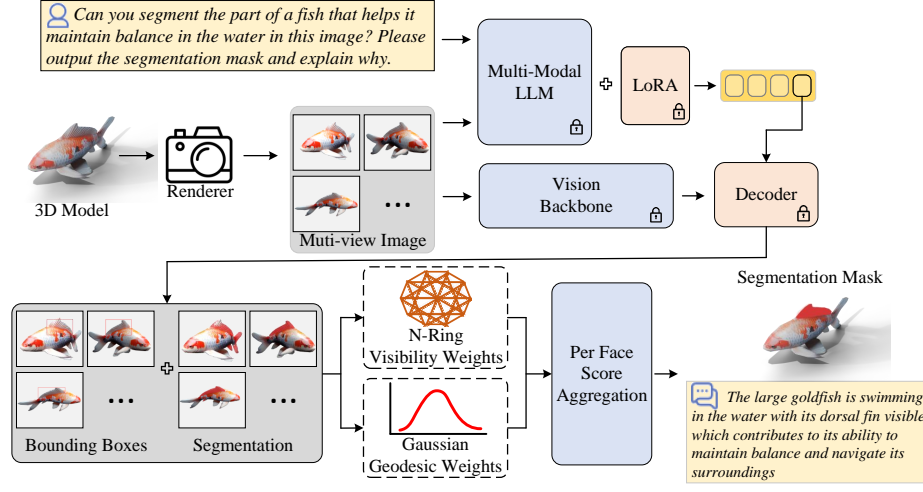 Can you segment the part of a fish that helps it
maintain balance in the water in this image? Please
output the segmentation mask and explain why.
Multi-Modal
LLM
LoRA
3D Model
Renderer
Muti-view Image
Vision
Backbone
Decoder
Bounding Boxes
Segmentation
N-Ring
Visibility Weights
Gaussian
Geodesic Weights
Per Face
Score
Aggregation
Segmentation Mask
The large goldfish is swimming
in the water with its dorsal fin visible
which contributes to its ability to
maintain balance and navigate its
surroundings